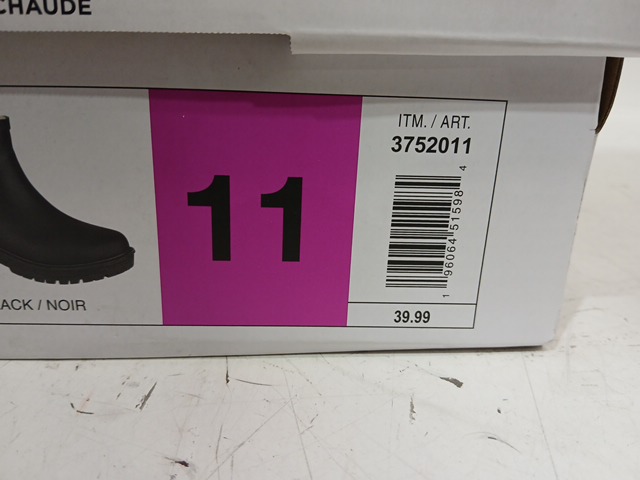 CHAUDE
ITM. / ART.
3752011
11
1 96064 51598 4
ACK / NOIR
39.99